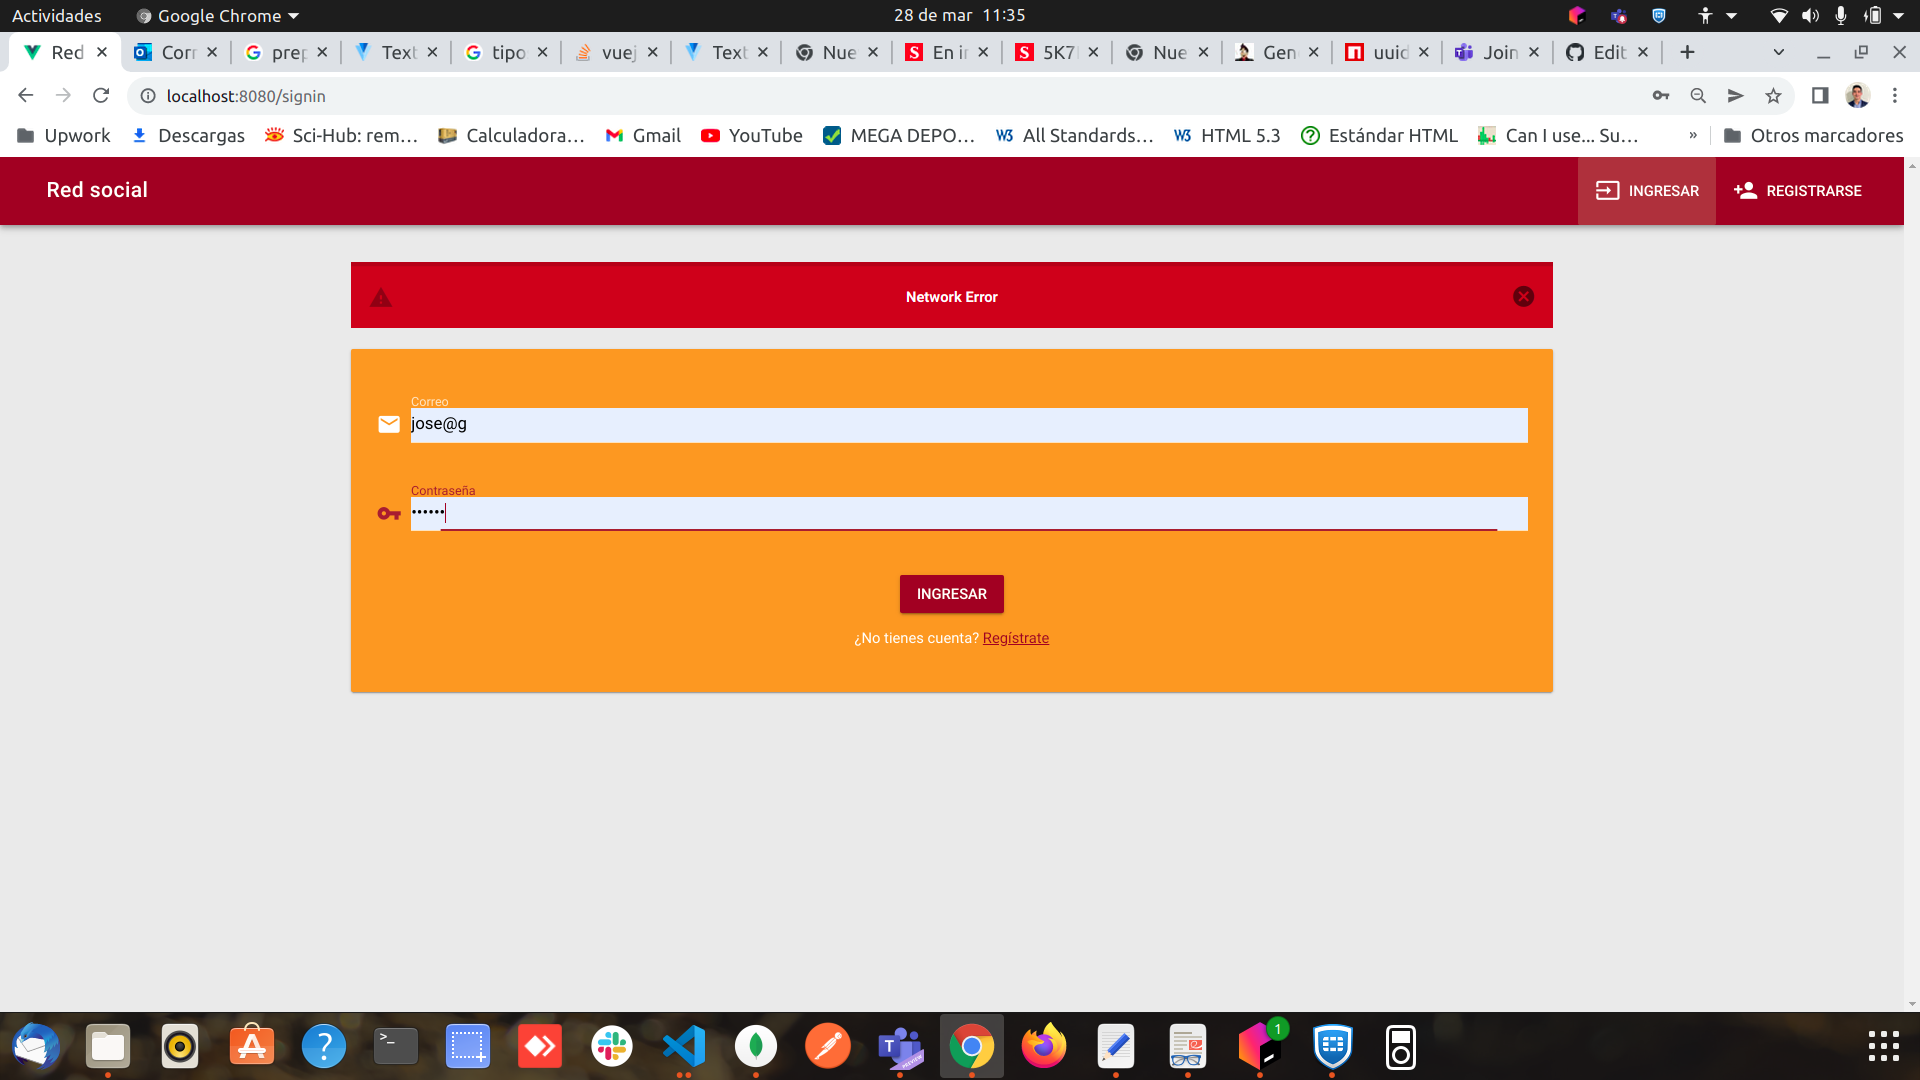 Actividades
Google Chrome
28 de mar 11:35
Red
Corr
prep
Text
tipo
vuej
Text
Nue
En in
5K7
Nue
Gen
uuid
Join
Edit
localhost:8080/signin
Upwork
Descargas
Sci-Hub: rem…
Calculadora…
Gmail
YouTube
MEGA DEPO…
All Standards…
HTML 5.3
Estándar HTML
Can I use... Su…
»
Otros marcadores
Red social
INGRESAR
REGISTRARSE
Network Error
Correo
jose@g
Contraseña
••••••
INGRESAR
¿No tienes cuenta? Regístrate
1